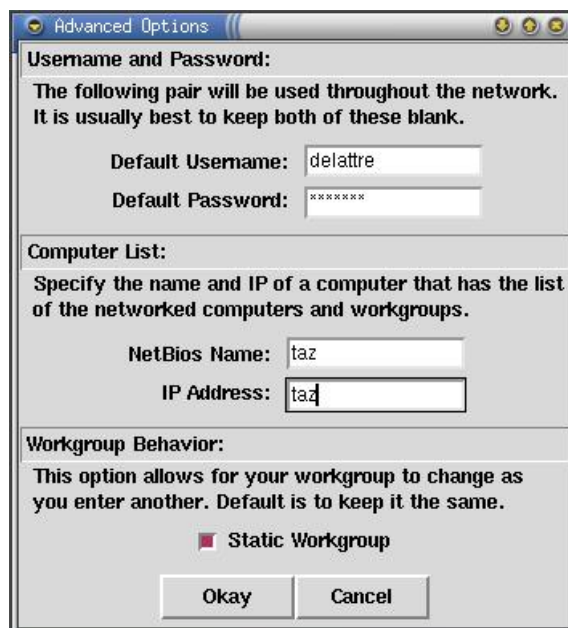 Advanced Options
Username and Password:
The following pair will be used throughout the network.
It is usually best to keep both of these blank.
Default Username: delattre
Default Password: *******
Computer List:
Specify the name and IP of a computer that has the list
of the networked computers and workgroups.
NetBios Name: taz
IP Address: taz
Workgroup Behavior:
This option allows for your workgroup to change as
you enter another. Default is to keep it the same.
Static Workgroup
Okay Cancel